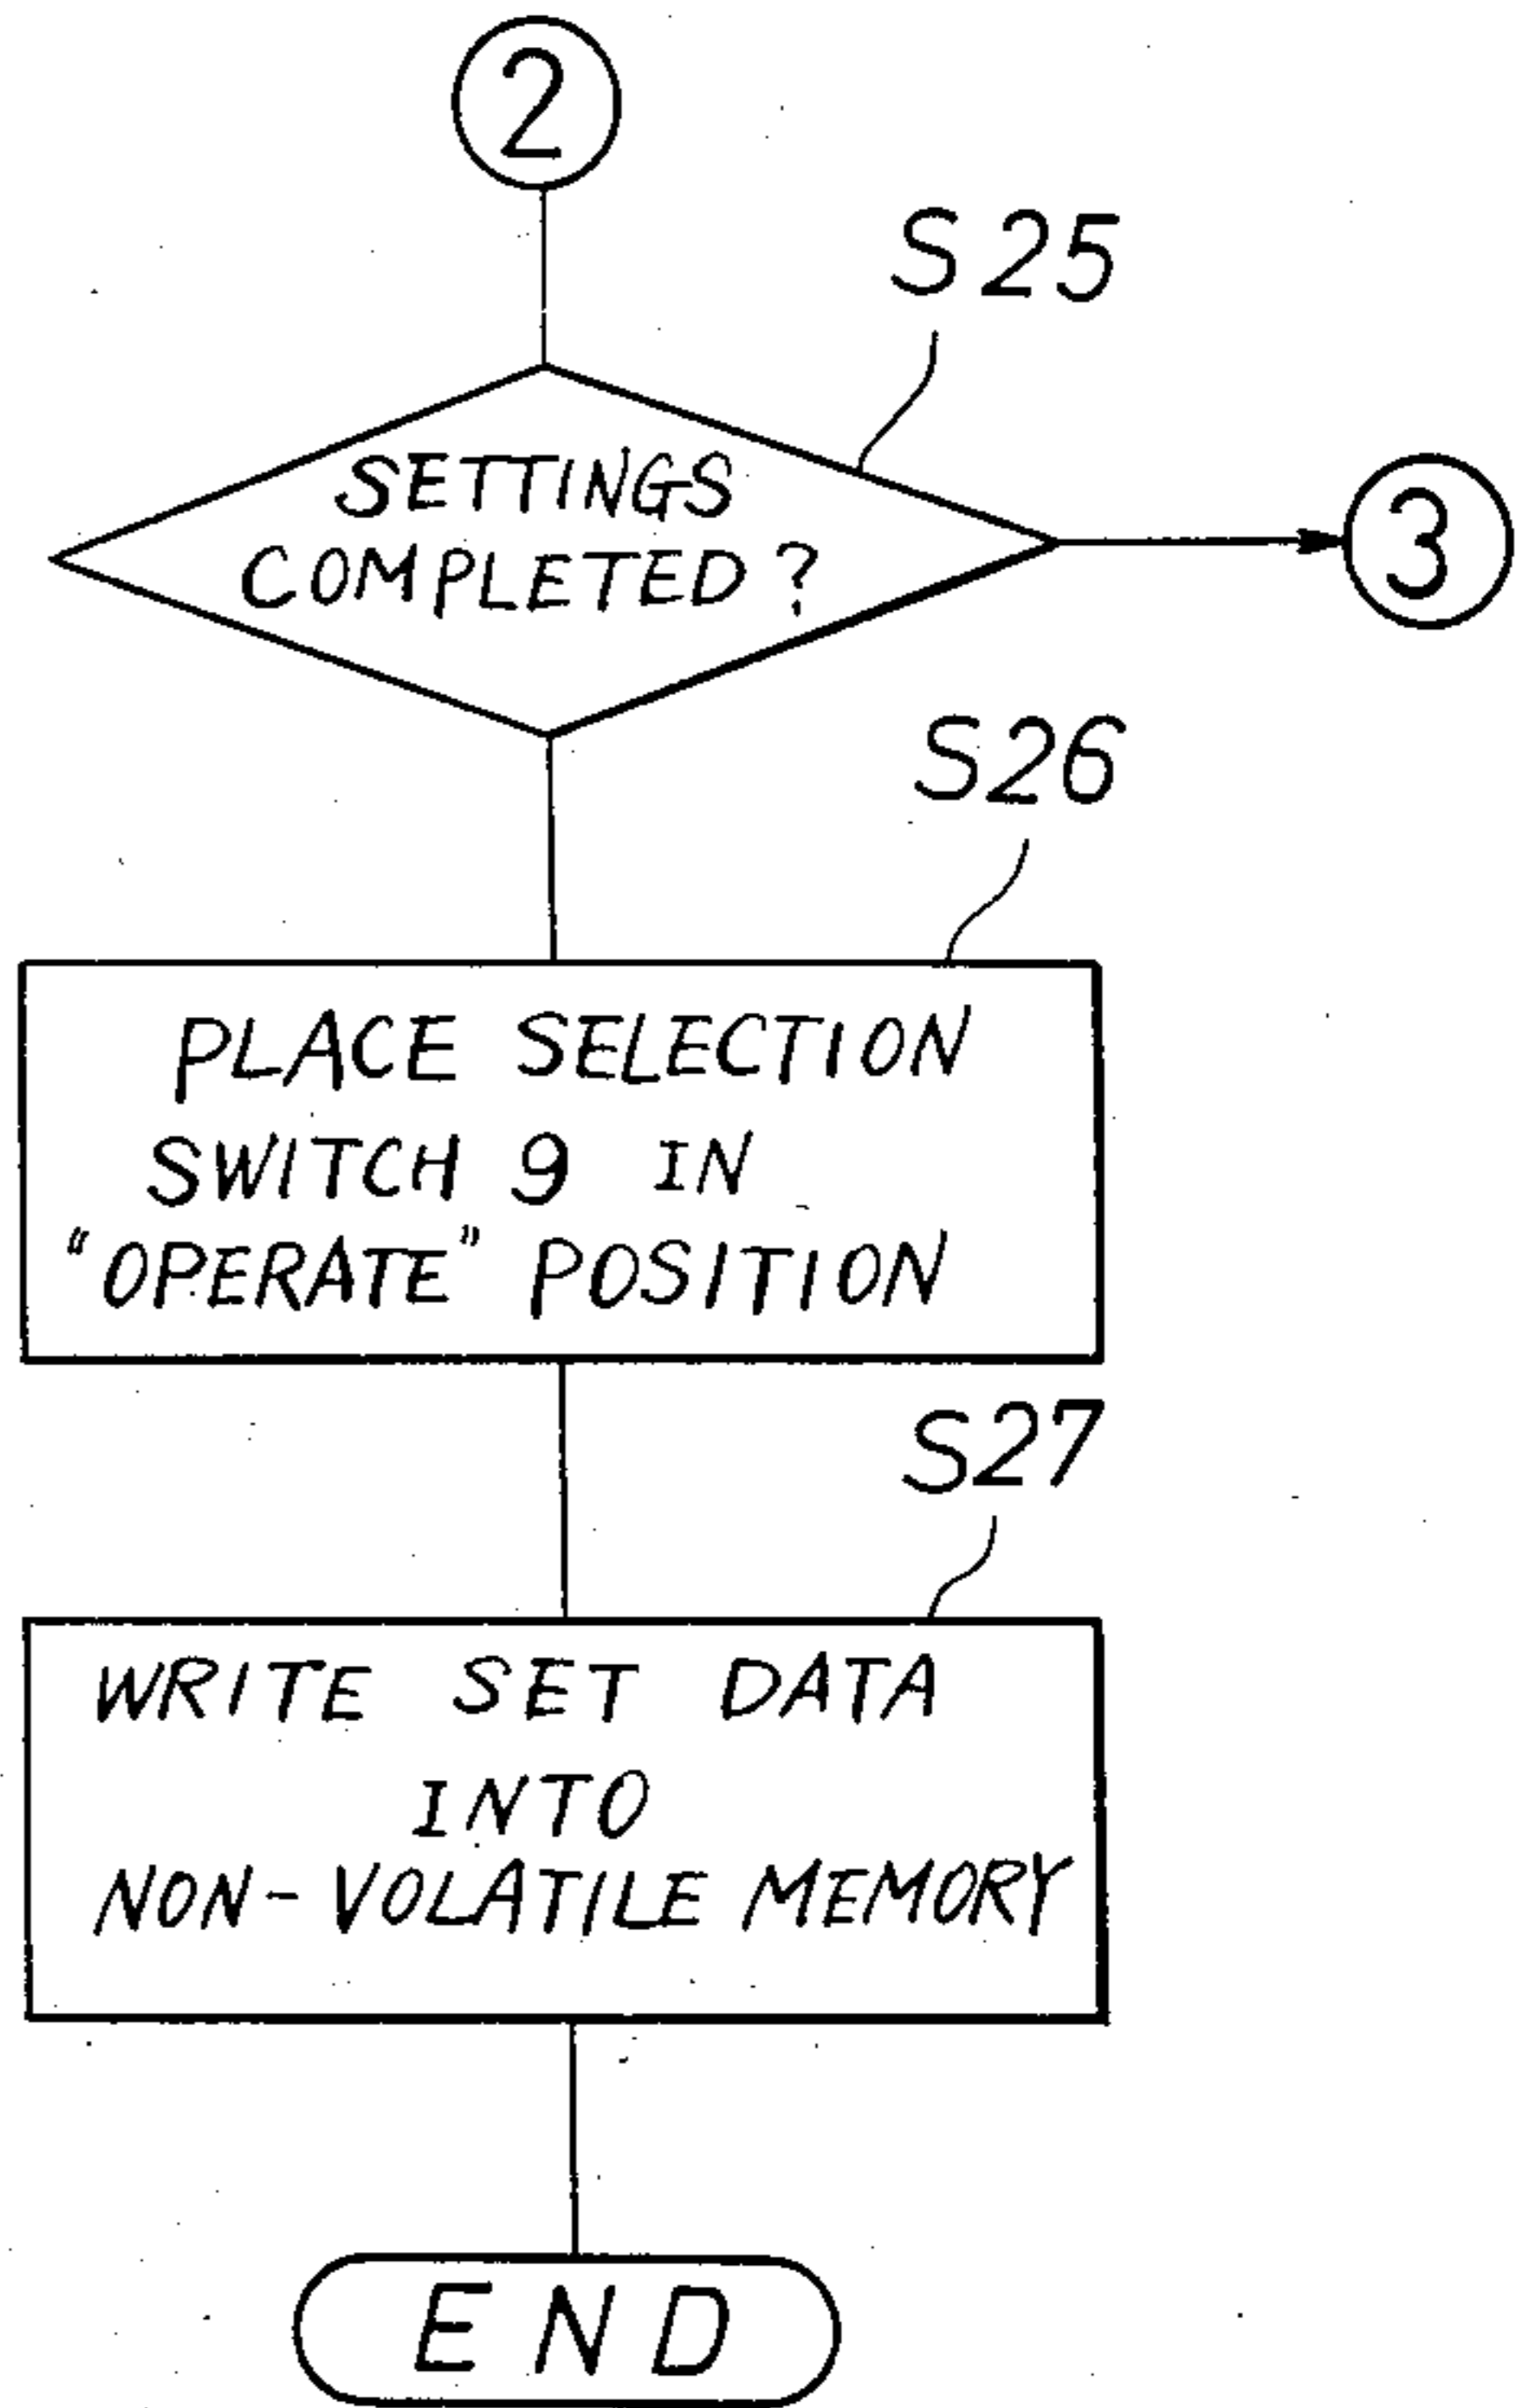 2
S25
SETTINGS
COMPLETED?
3
S26
PLACE SELECTION
SWITCH 9 IN
"OPERATE" POSITION
S27
WRITE SET DATA
INTO
NON-VOLATILE MEMORY
END